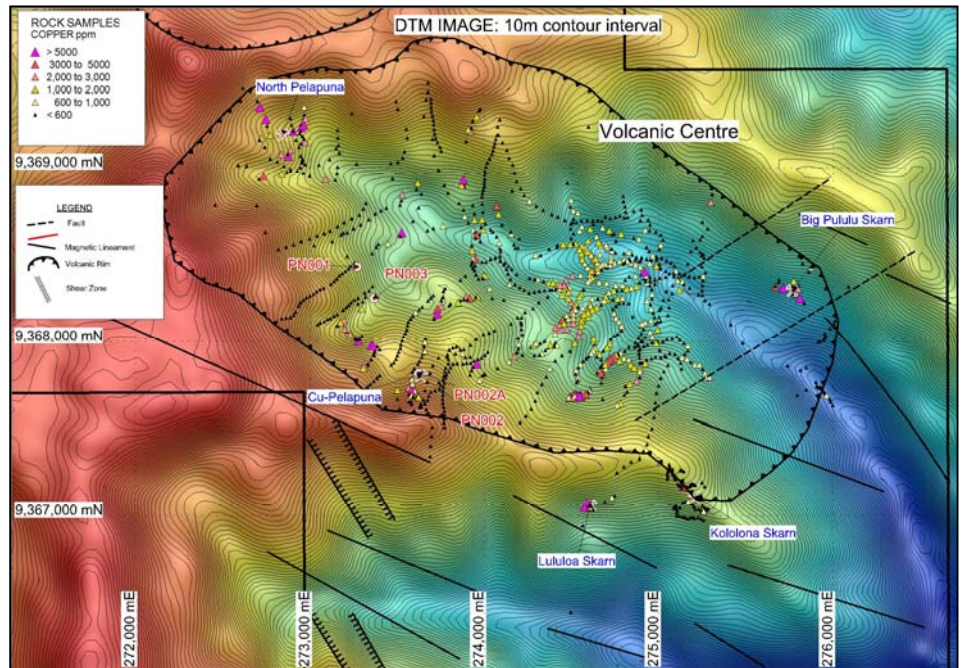 DTM IMAGE: 10m contour interval
ROCK SAMPLES
COPPER ppm
> 5000
3000 to 5000
2,000 to 3,000
1,000 to 2,000
600 to 1,000
< 600
North Pelapuna
Volcanic Centre
9,369,000 mN
LEGEND
Fault
Magnetic Lineament
Volcanic Rim
Shear Zone
Big Pululu Skarn
PN001
PN003
9,368,000 mN
Cu-Pelapuna
PN002A
PN002
9,367,000 mN
Kololona Skarn
Lululoa Skarn
272,000 mE
273,000 mE
274,000 mE
275,000 mE
276,000 mE